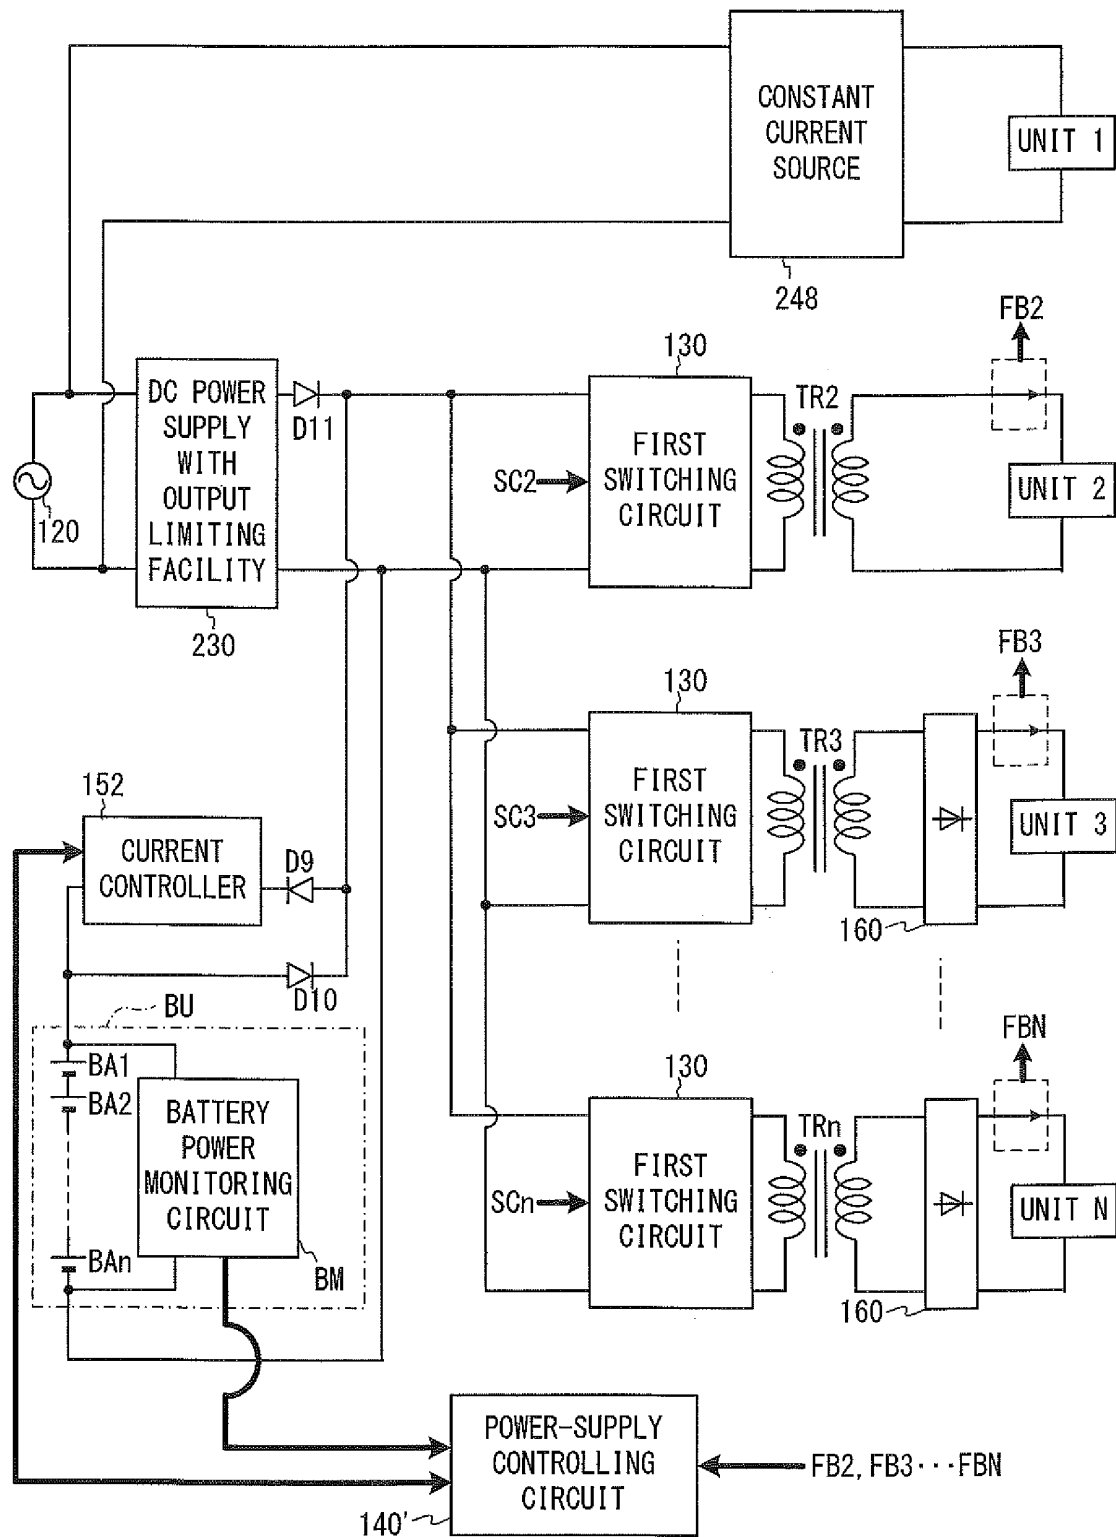 CONSTANT
CURRENT
SOURCE
248
UNIT 1
120
DC POWER
SUPPLY
WITH
OUTPUT
LIMITING
FACILITY
230
D11
130
FIRST
SWITCHING
CIRCUIT
SC2
TR2
FB2
UNIT 2
130
FIRST
SWITCHING
CIRCUIT
SC3
TR3
160
FB3
UNIT 3
152
CURRENT
CONTROLLER
D9
D10
BU
BA1
BA2
BAn
BATTERY
POWER
MONITORING
CIRCUIT
BM
130
FIRST
SWITCHING
CIRCUIT
SCn
TRn
160
FBN
UNIT N
POWER-SUPPLY
CONTROLLING
CIRCUIT
140'
FB2, FB3···FBN